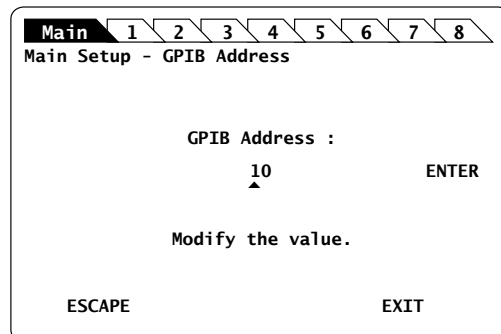 Main 1 2 3 4 5 6 7 8
Main Setup - GPIB Address
GPIB Address :
10 ENTER
Modify the value.
ESCAPE EXIT